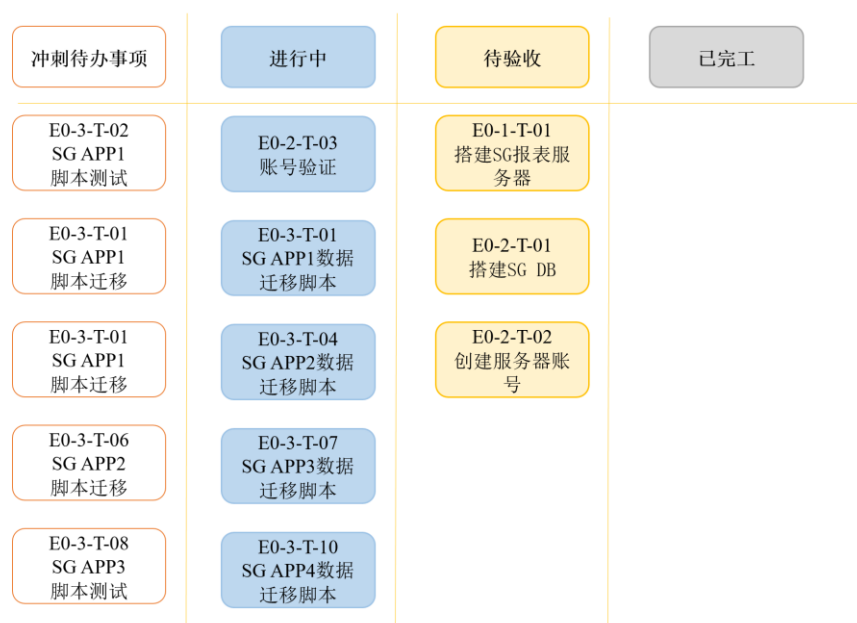 冲刺待办事项
进行中
待验收
已完工
E0-3-T-02
SG APP1
脚本测试
E0-2-T-03
账号验证
E0-1-T-01
搭建SG报表服
务器
E0-3-T-01
SG APP1
脚本迁移
E0-3-T-01
SG APP1数据
迁移脚本
E0-2-T-01
搭建SG DB
E0-3-T-01
SG APP1
脚本迁移
E0-3-T-04
SG APP2数据
迁移脚本
E0-2-T-02
创建服务器账
号
E0-3-T-06
SG APP2
脚本迁移
E0-3-T-07
SG APP3数据
迁移脚本
E0-3-T-08
SG APP3
脚本测试
E0-3-T-10
SG APP4数据
迁移脚本